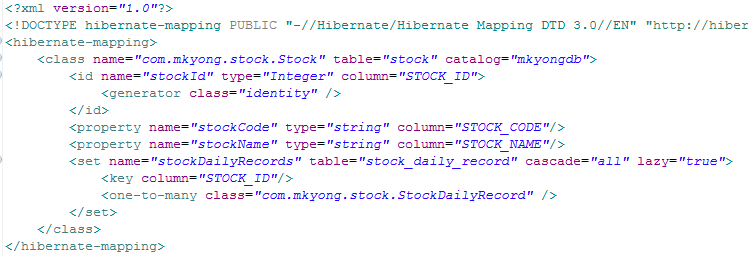 <?xml version="1.0"?>
<!DOCTYPE hibernate-mapping PUBLIC "-//Hibernate/Hibernate Mapping DTD 3.0//EN" "http://hiber
<hibernate-mapping>
<class name="com.mkyong.stock.Stock" table="stock" catalog="mkyongdb">
<id name="stockId" type="Integer" column="STOCK_ID">
<generator class="identity" />
</id>
<property name="stockCode" type="string" column="STOCK_CODE"/>
<property name="stockName" type="string" column="STOCK_NAME"/>
<set name="stockDailyRecords" table="stock_daily_record" cascade="all" lazy="true">
<key column="STOCK_ID"/>
<one-to-many class="com.mkyong.stock.StockDailyRecord" />
</set>
</class>
</hibernate-mapping>